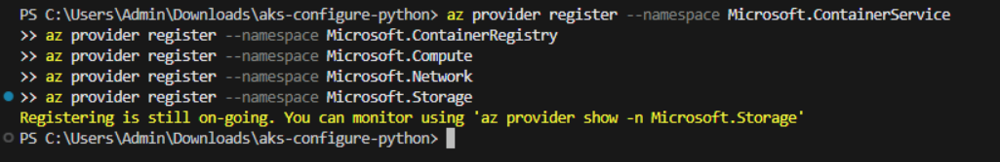 PS C:\Users\Admin\Downloads\aks-configure-python> az provider register --namespace Microsoft.ContainerService
>> az provider register --namespace Microsoft.ContainerRegistry
>> az provider register --namespace Microsoft.Compute
>> az provider register --namespace Microsoft.Network
>> az provider register --namespace Microsoft.Storage
Registering is still on-going. You can monitor using 'az provider show -n Microsoft.Storage'
PS C:\Users\Admin\Downloads\aks-configure-python>